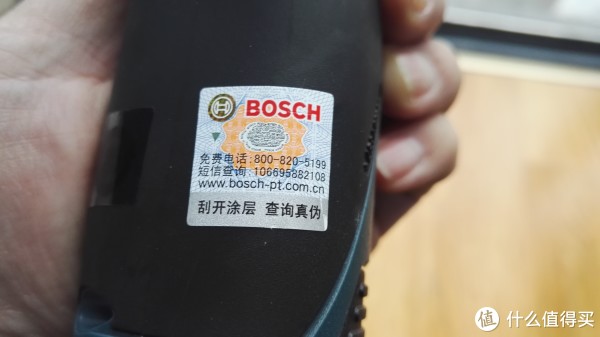 BOSCH
免费电话:800-820-5199
短信查询:106695882108
www.bosch-pt.com.cn
刮开涂层 查询真伪
值 什么值得买